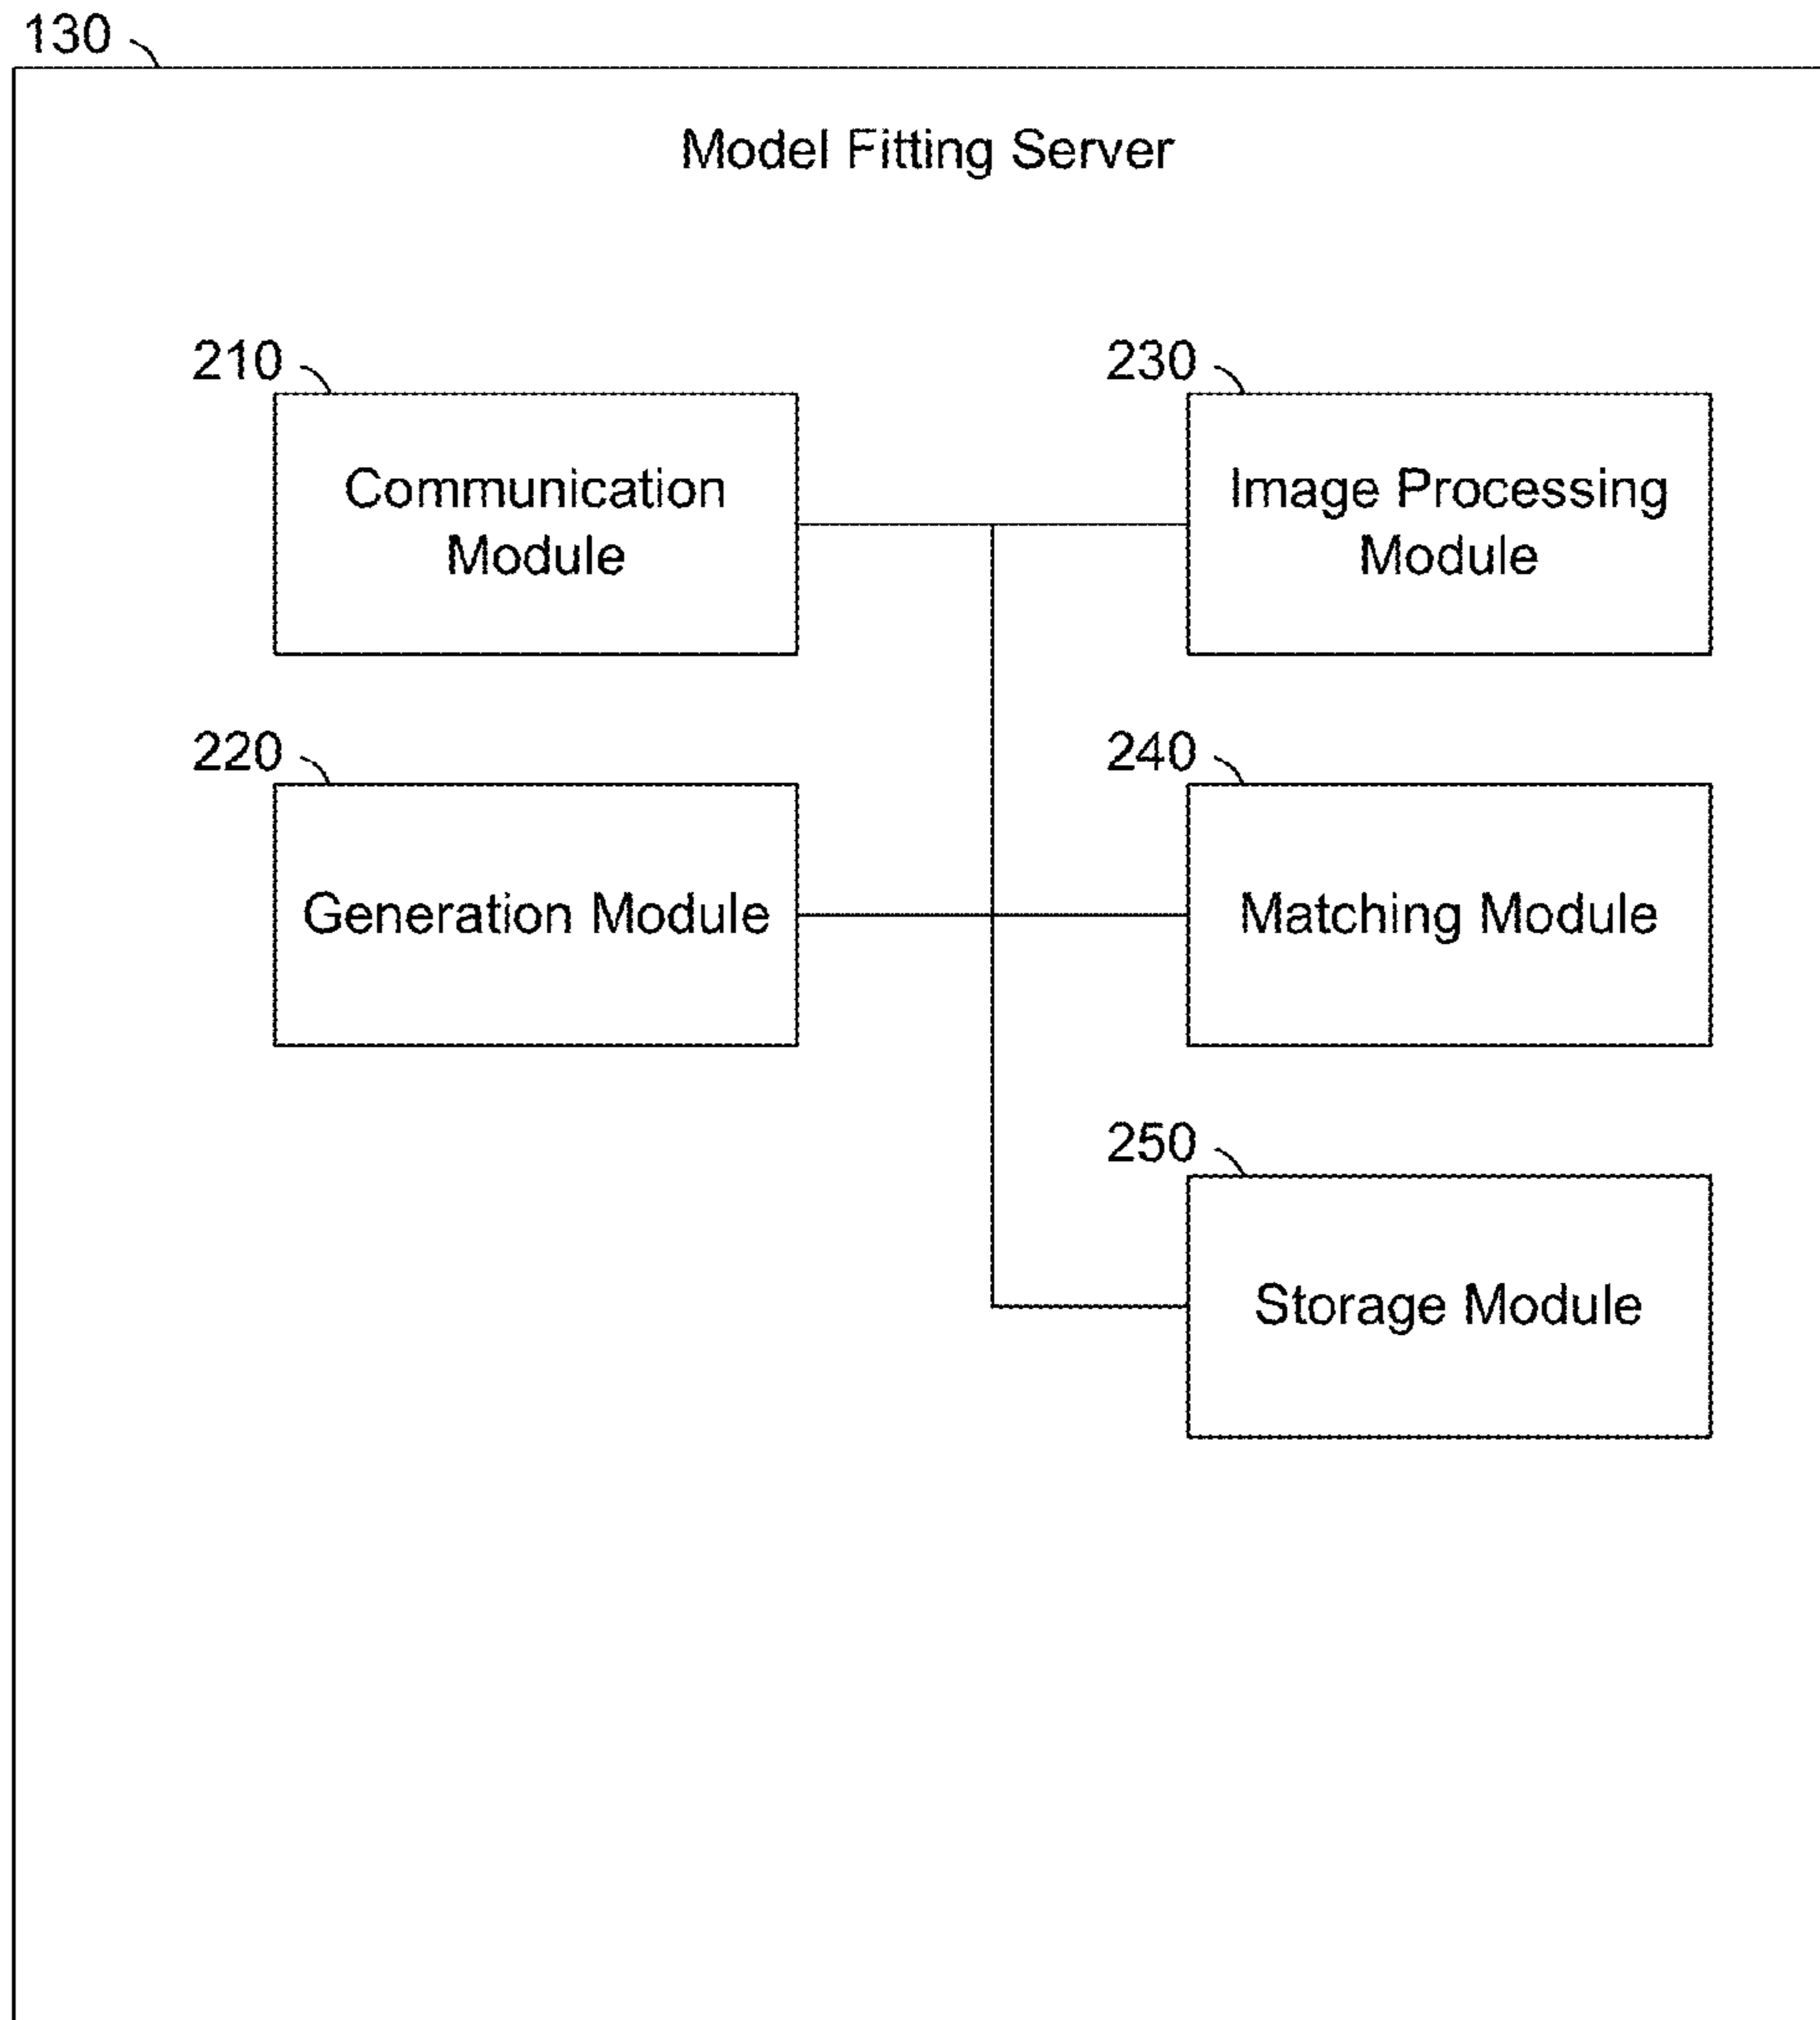 130
Model Fitting Server
210
Communication
Module
230
Image Processing
Module
220
Generation Module
240
Matching Module
250
Storage Module